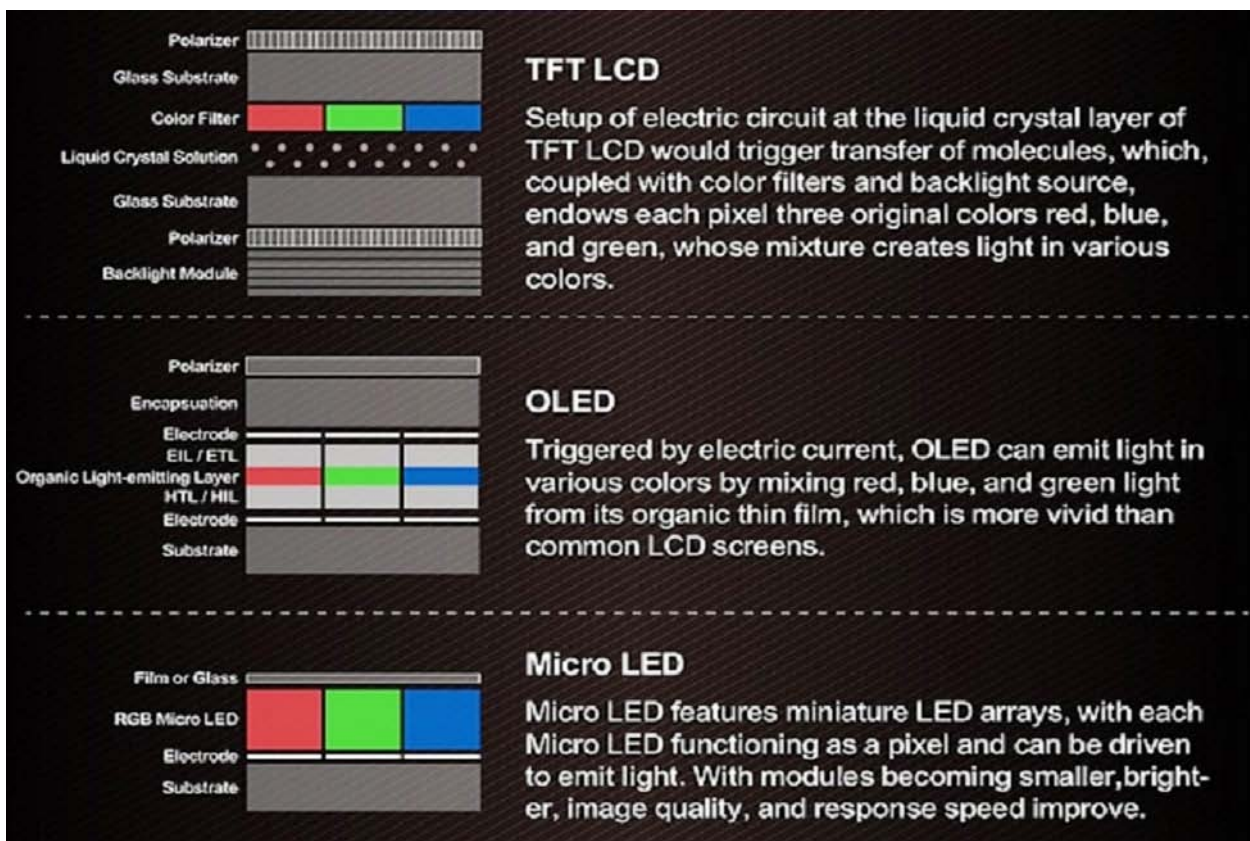 Polarizer
Glass Substrate
Color Filter
Liquid Crystal Solution
Glass Substrate
Polarizer
Backlight Module
TFT LCD
Setup of electric circuit at the liquid crystal layer of
TFT LCD would trigger transfer of molecules, which,
coupled with color filters and backlight source,
endows each pixel three original colors red, blue,
and green, whose mixture creates light in various
colors.
Polarizer
Encapsuation
Electrode
EIL / ETL
Organic Light-emitting Layer
HTL / HIL
Electrode
Substrate
OLED
Triggered by electric current, OLED can emit light in
various colors by mixing red, blue, and green light
from its organic thin film, which is more vivid than
common LCD screens.
Film or Glass
RGB Micro LED
Electrode
Substrate
Micro LED
Micro LED features miniature LED arrays, with each
Micro LED functioning as a pixel and can be driven
to emit light. With modules becoming smaller,bright-
er, image quality, and response speed improve.